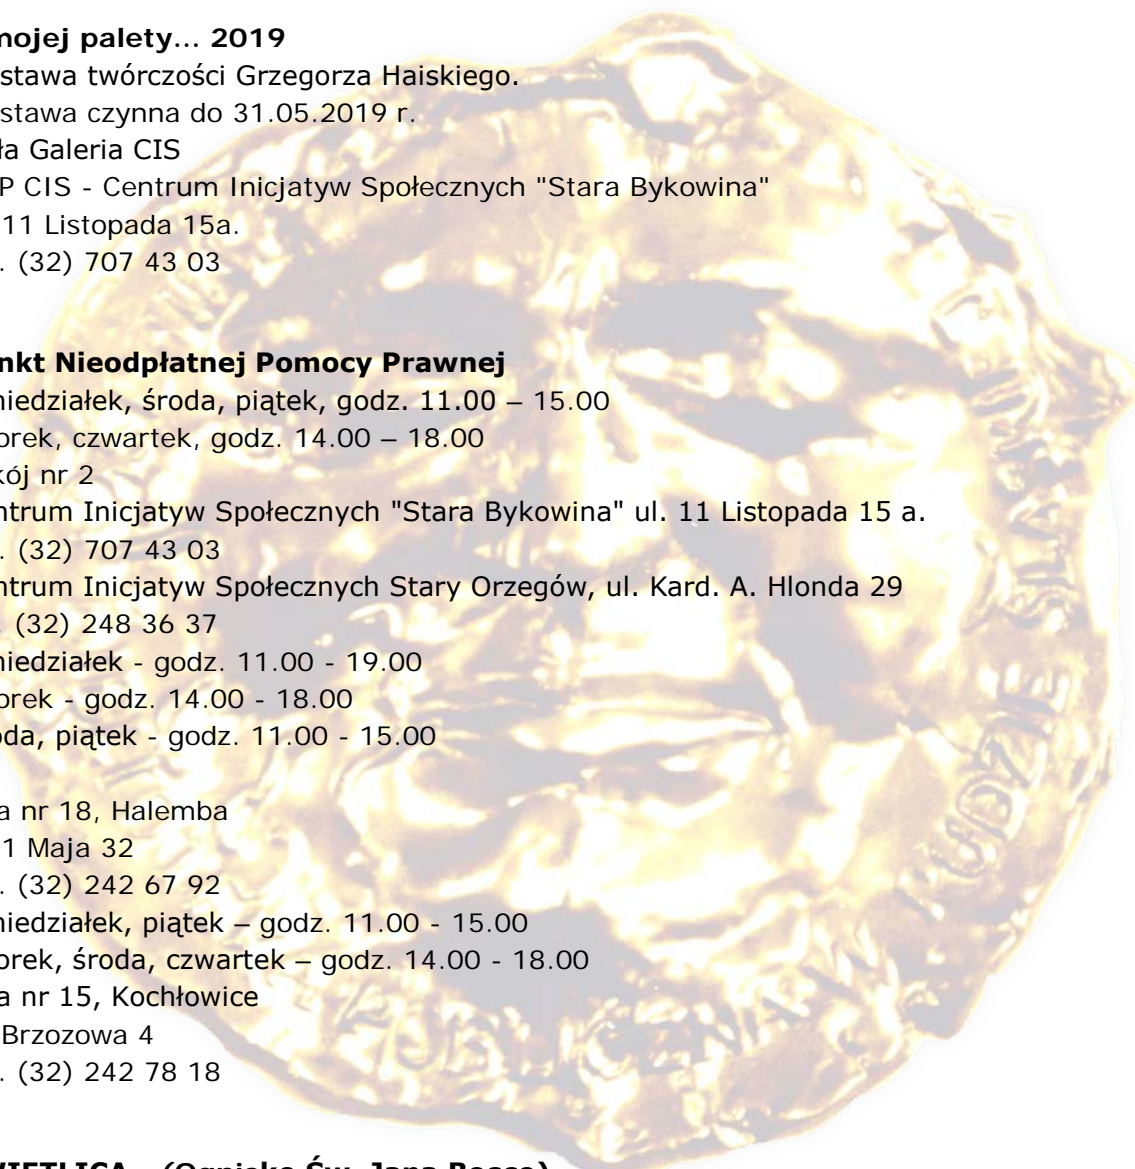 mojej palety... 2019
stawa twórczości Grzegorza Haiskiego.
stawa czynna do 31.05.2019 r.
ła Galeria CIS
P CIS - Centrum Inicjatyw Społecznych "Stara Bykowina"
11 Listopada 15a.
. (32) 707 43 03
nkt Nieodpłatnej Pomocy Prawnej
niedziałek, środa, piątek, godz. 11.00 – 15.00
orek, czwartek, godz. 14.00 – 18.00
kój nr 2
ntrum Inicjatyw Społecznych "Stara Bykowina" ul. 11 Listopada 15 a.
. (32) 707 43 03
ntrum Inicjatyw Społecznych Stary Orzegów, ul. Kard. A. Hlonda 29
. (32) 248 36 37
niedziałek - godz. 11.00 - 19.00
orek - godz. 14.00 - 18.00
oda, piątek - godz. 11.00 - 15.00
a nr 18, Halemba
1 Maja 32
. (32) 242 67 92
niedziałek, piątek – godz. 11.00 - 15.00
orek, środa, czwartek – godz. 14.00 - 18.00
a nr 15, Kochłowice
Brzozowa 4
. (32) 242 78 18
WIETLICA - (Ognisko Św. Jana Bosco)